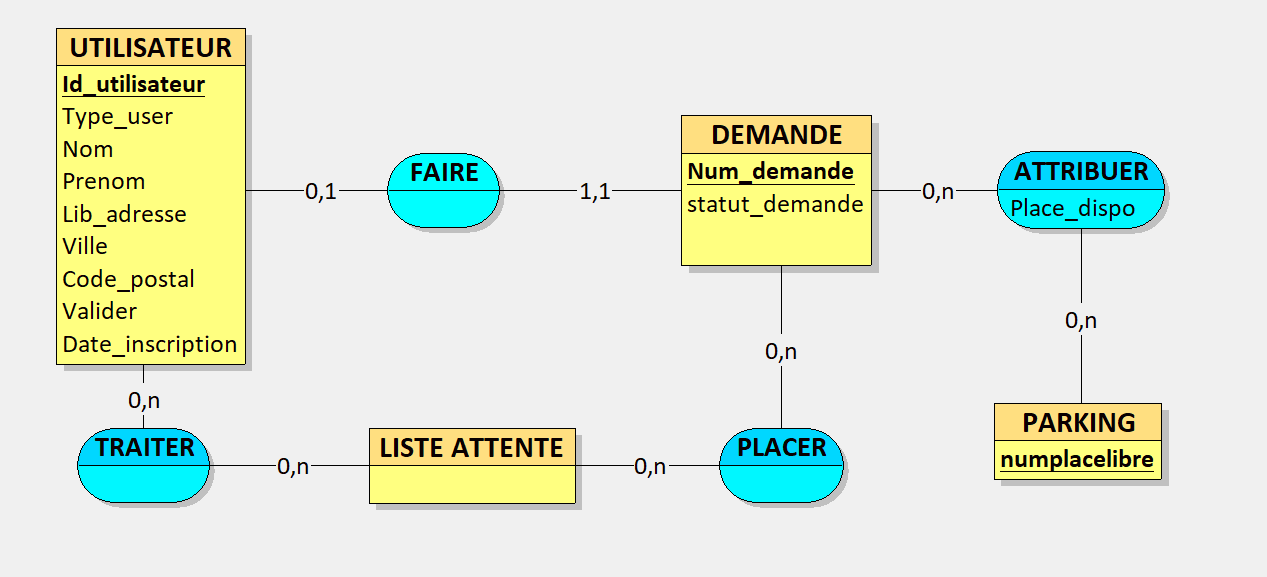 UTILISATEUR
Id_utilisateur
Type_user
Nom
Prenom
Lib_adresse
Ville
Code_postal
Valider
Date_inscription
0,1
FAIRE
1,1
DEMANDE
Num_demande
statut_demande
0,n
ATTRIBUER
Place_dispo
0,n
0,n
0,n
TRAITER
0,n
LISTE ATTENTE
0,n
PLACER
PARKING
numplacelibre